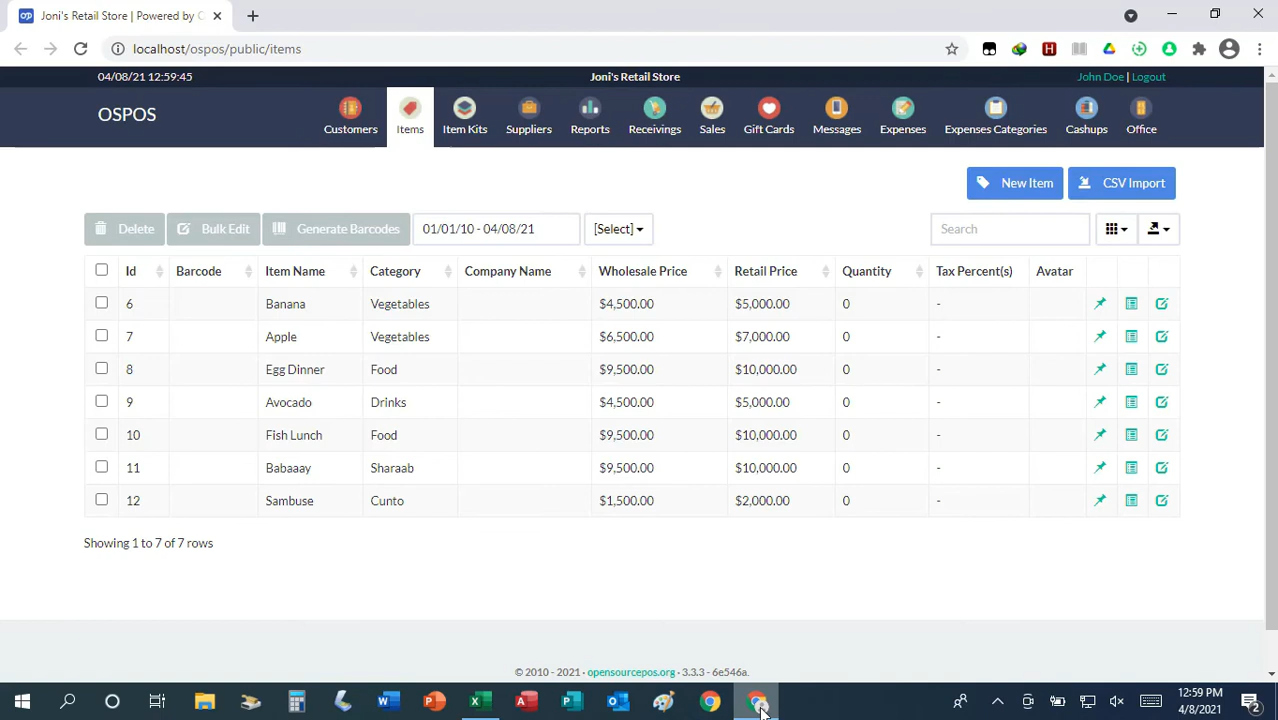 Joni's Retail Store | Powered by
localhost/ospos/public/items
04/08/21 12:59:45 Joni's Retail Store John Doe | Logout
OSPOS Customers Items Item Kits Suppliers Reports Receivings Sales Gift Cards Messages Expenses Expenses Categories Cashups Office
New Item CSV Import
Delete Bulk Edit Generate Barcodes 01/01/10 - 04/08/21 [Select] Search
Id Barcode Item Name Category Company Name Wholesale Price Retail Price Quantity Tax Percent(s) Avatar
6 Banana Vegetables $4,500.00 $5,000.00 0 -
7 Apple Vegetables $6,500.00 $7,000.00 0 -
8 Egg Dinner Food $9,500.00 $10,000.00 0 -
9 Avocado Drinks $4,500.00 $5,000.00 0 -
10 Fish Lunch Food $9,500.00 $10,000.00 0 -
11 Babaaay Sharaab $9,500.00 $10,000.00 0 -
12 Sambuse Cunto $1,500.00 $2,000.00 0 -
Showing 1 to 7 of 7 rows
© 2010 - 2021 · opensourcepos.org · 3.3.3 - 6e546a.
12:59 PM
4/8/2021
2